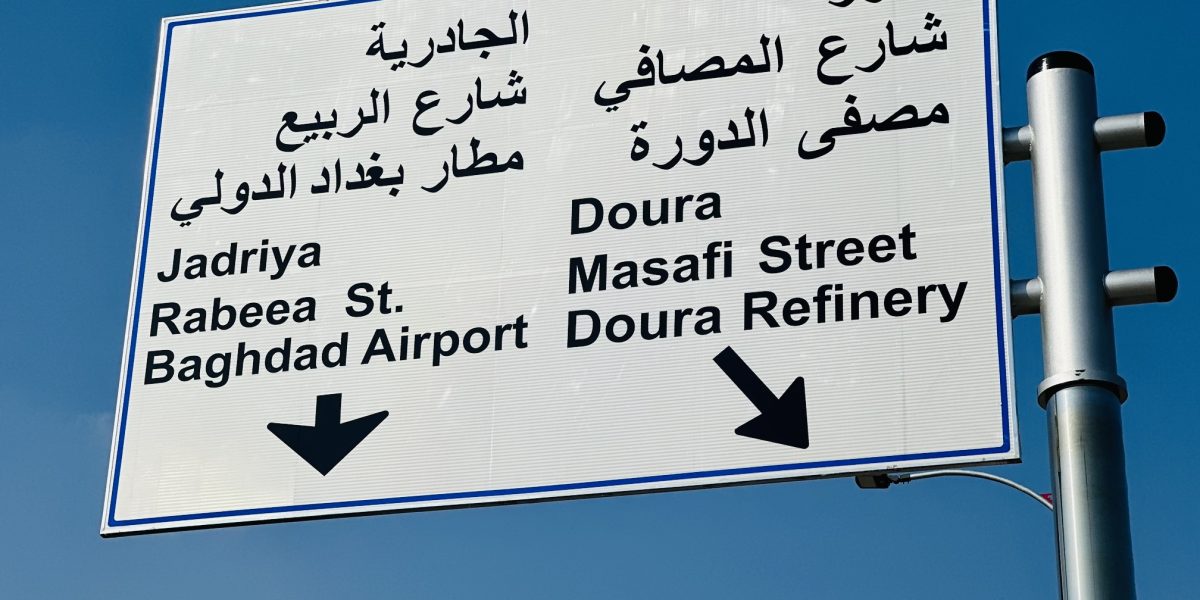 الجادرية
شارع الربيع
مطار بغداد الدولي
Jadriya
Rabeea St.
Baghdad Airport
شارع المصافي
مصفى الدورة
Doura
Masafi Street
Doura Refinery